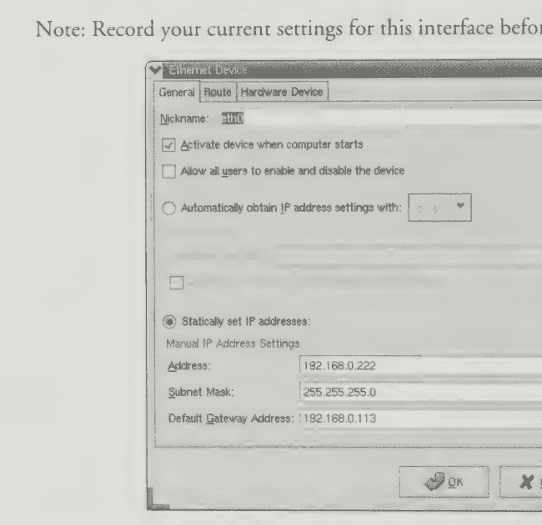 Note: Record your current settings for this interface
Ethernet Device
General Route Hardware Device
Nickname: eth0
Activate device when computer starts
Allow all users to enable and disable the device
Automatically obtain IP address settings with:
Statically set IP addresses:
Manual IP Address Settings
Address: 192.168.0.222
Subnet Mask: 255.255.255.0
Default Gateway Address: 192.168.0.113
OK